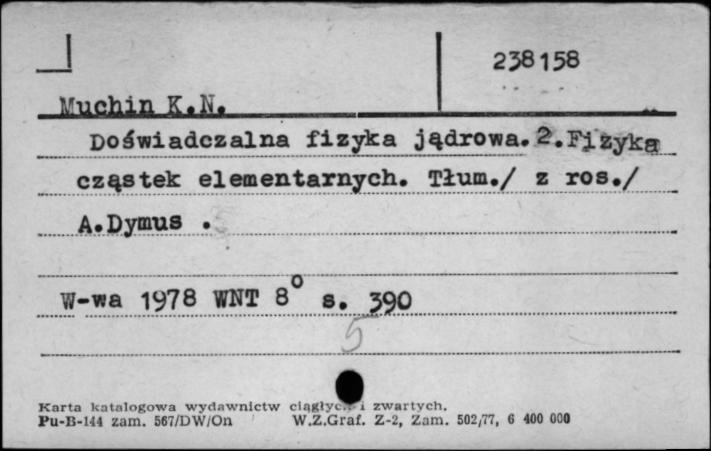 238158
Muchin K.N.
Doświadczalna fizyka jądrowa. 2. Fizyka
cząstek elementarnych. Tłum./ z ros./
A.Dymus .
W-wa 1978 WNT 8° s. 390
5
Karta katalogowa wydawnictw ciągłych i zwartych.
Pu-B-144 zam. 567/DW/On W.Z.Graf. Z-2, Zam. 502/77, 6 400 000